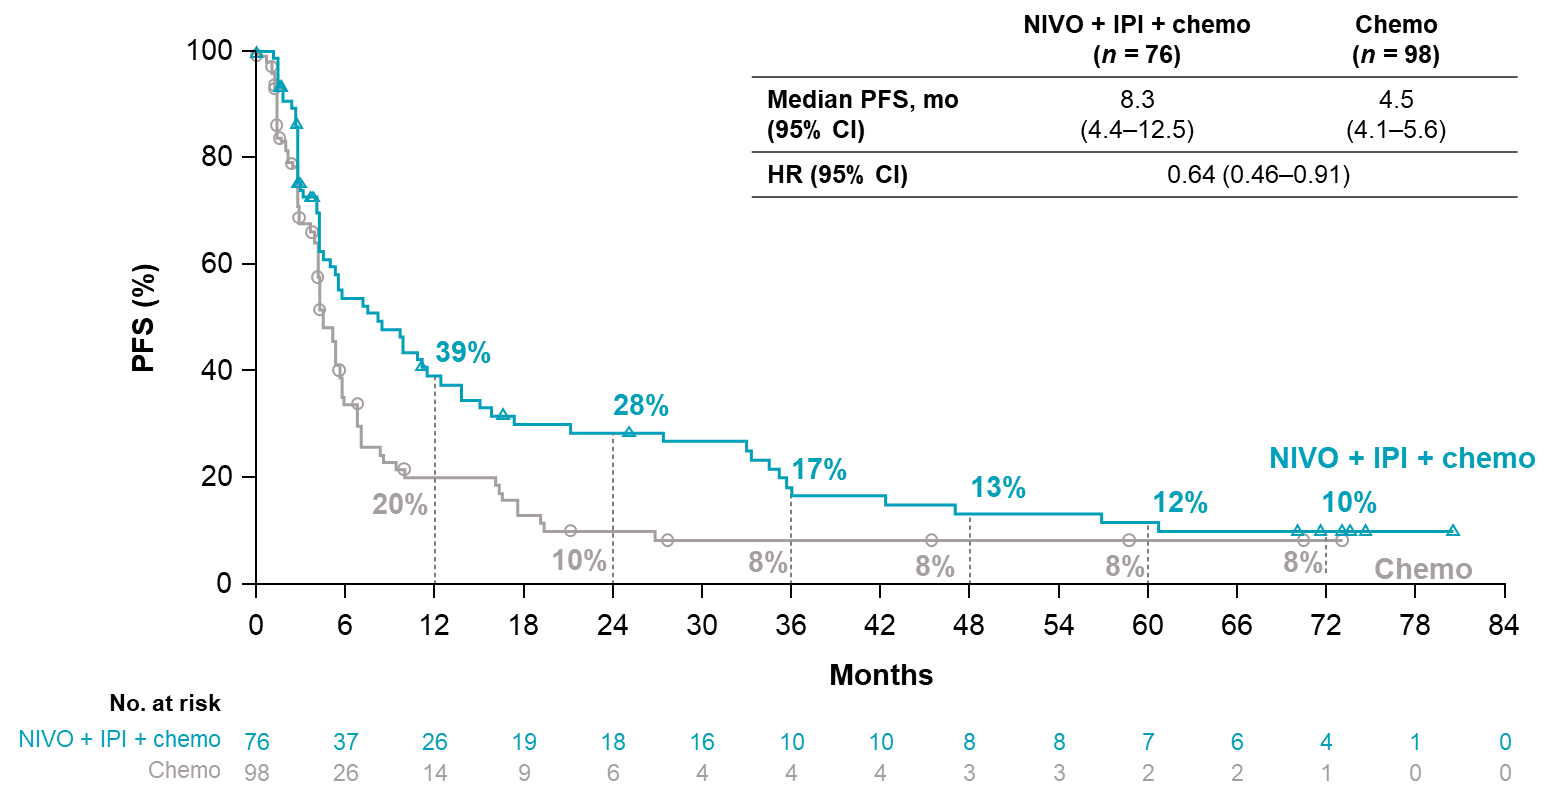 NIVO + IPI + chemo Chemo
(n = 76) (n = 98)
Median PFS, mo 8.3 4.5
(95% CI) (4.4–12.5) (4.1–5.6)
HR (95% CI) 0.64 (0.46–0.91)
PFS (%)
100
80
60
40
20
0
39%
28%
17%
13%
12%
10%
NIVO + IPI + chemo
20%
10%
8%
8%
8%
8%
Chemo
0 6 12 18 24 30 36 42 48 54 60 66 72 78 84
Months
No. at risk
NIVO + IPI + chemo 76 37 26 19 18 16 10 10 8 8 7 6 4 1 0
Chemo 98 26 14 9 6 4 4 4 3 3 2 2 1 0 0